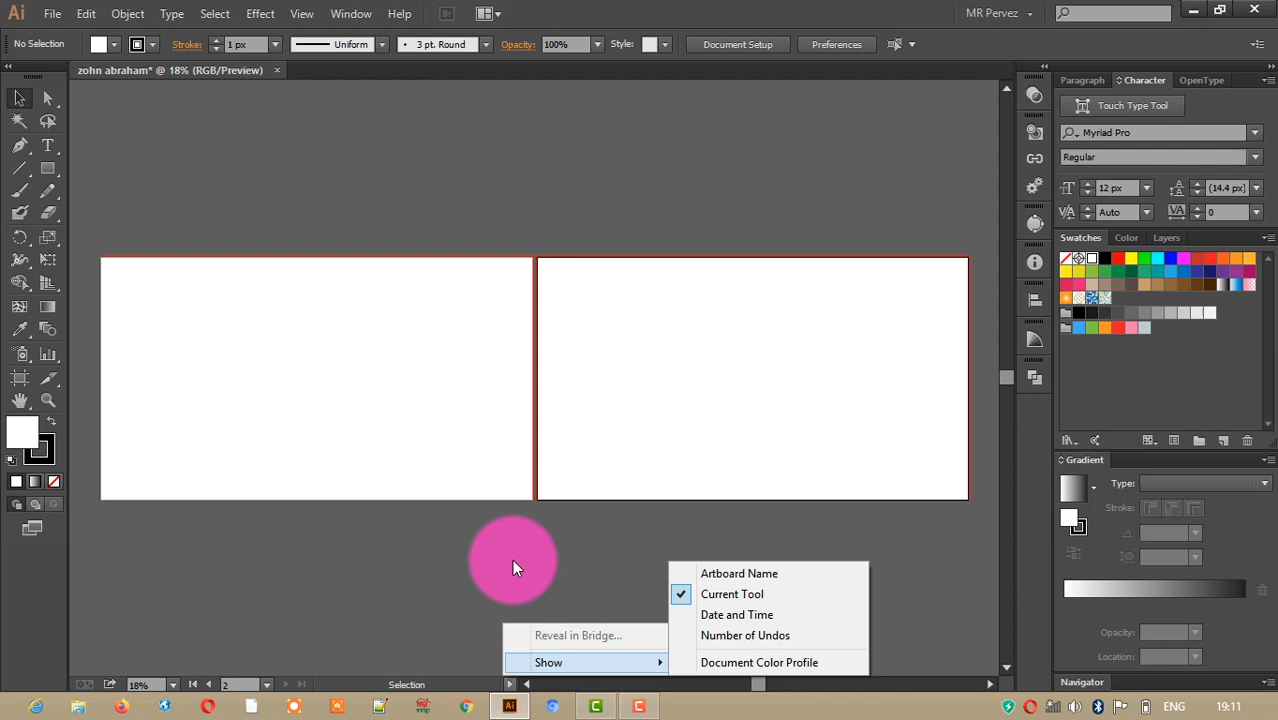 Ai File Edit Object Type Select Effect View Window Help Br MR Pervez
No Selection Stroke: 1 px Uniform 3 pt. Round Opacity: 100% Style: Document Setup Preferences
zohn abraham* @ 18% (RGB/Preview)
Paragraph Character OpenType
Touch Type Tool
Myriad Pro
Regular
12 px (14.4 px)
Auto 0
Swatches Color Layers
Gradient
Type:
Stroke:
Opacity:
Location:
Artboard Name
Current Tool
Date and Time
Number of Undos
Document Color Profile
Reveal in Bridge...
Show
18% 2 Selection
Navigator
Ai C C ENG 19:11